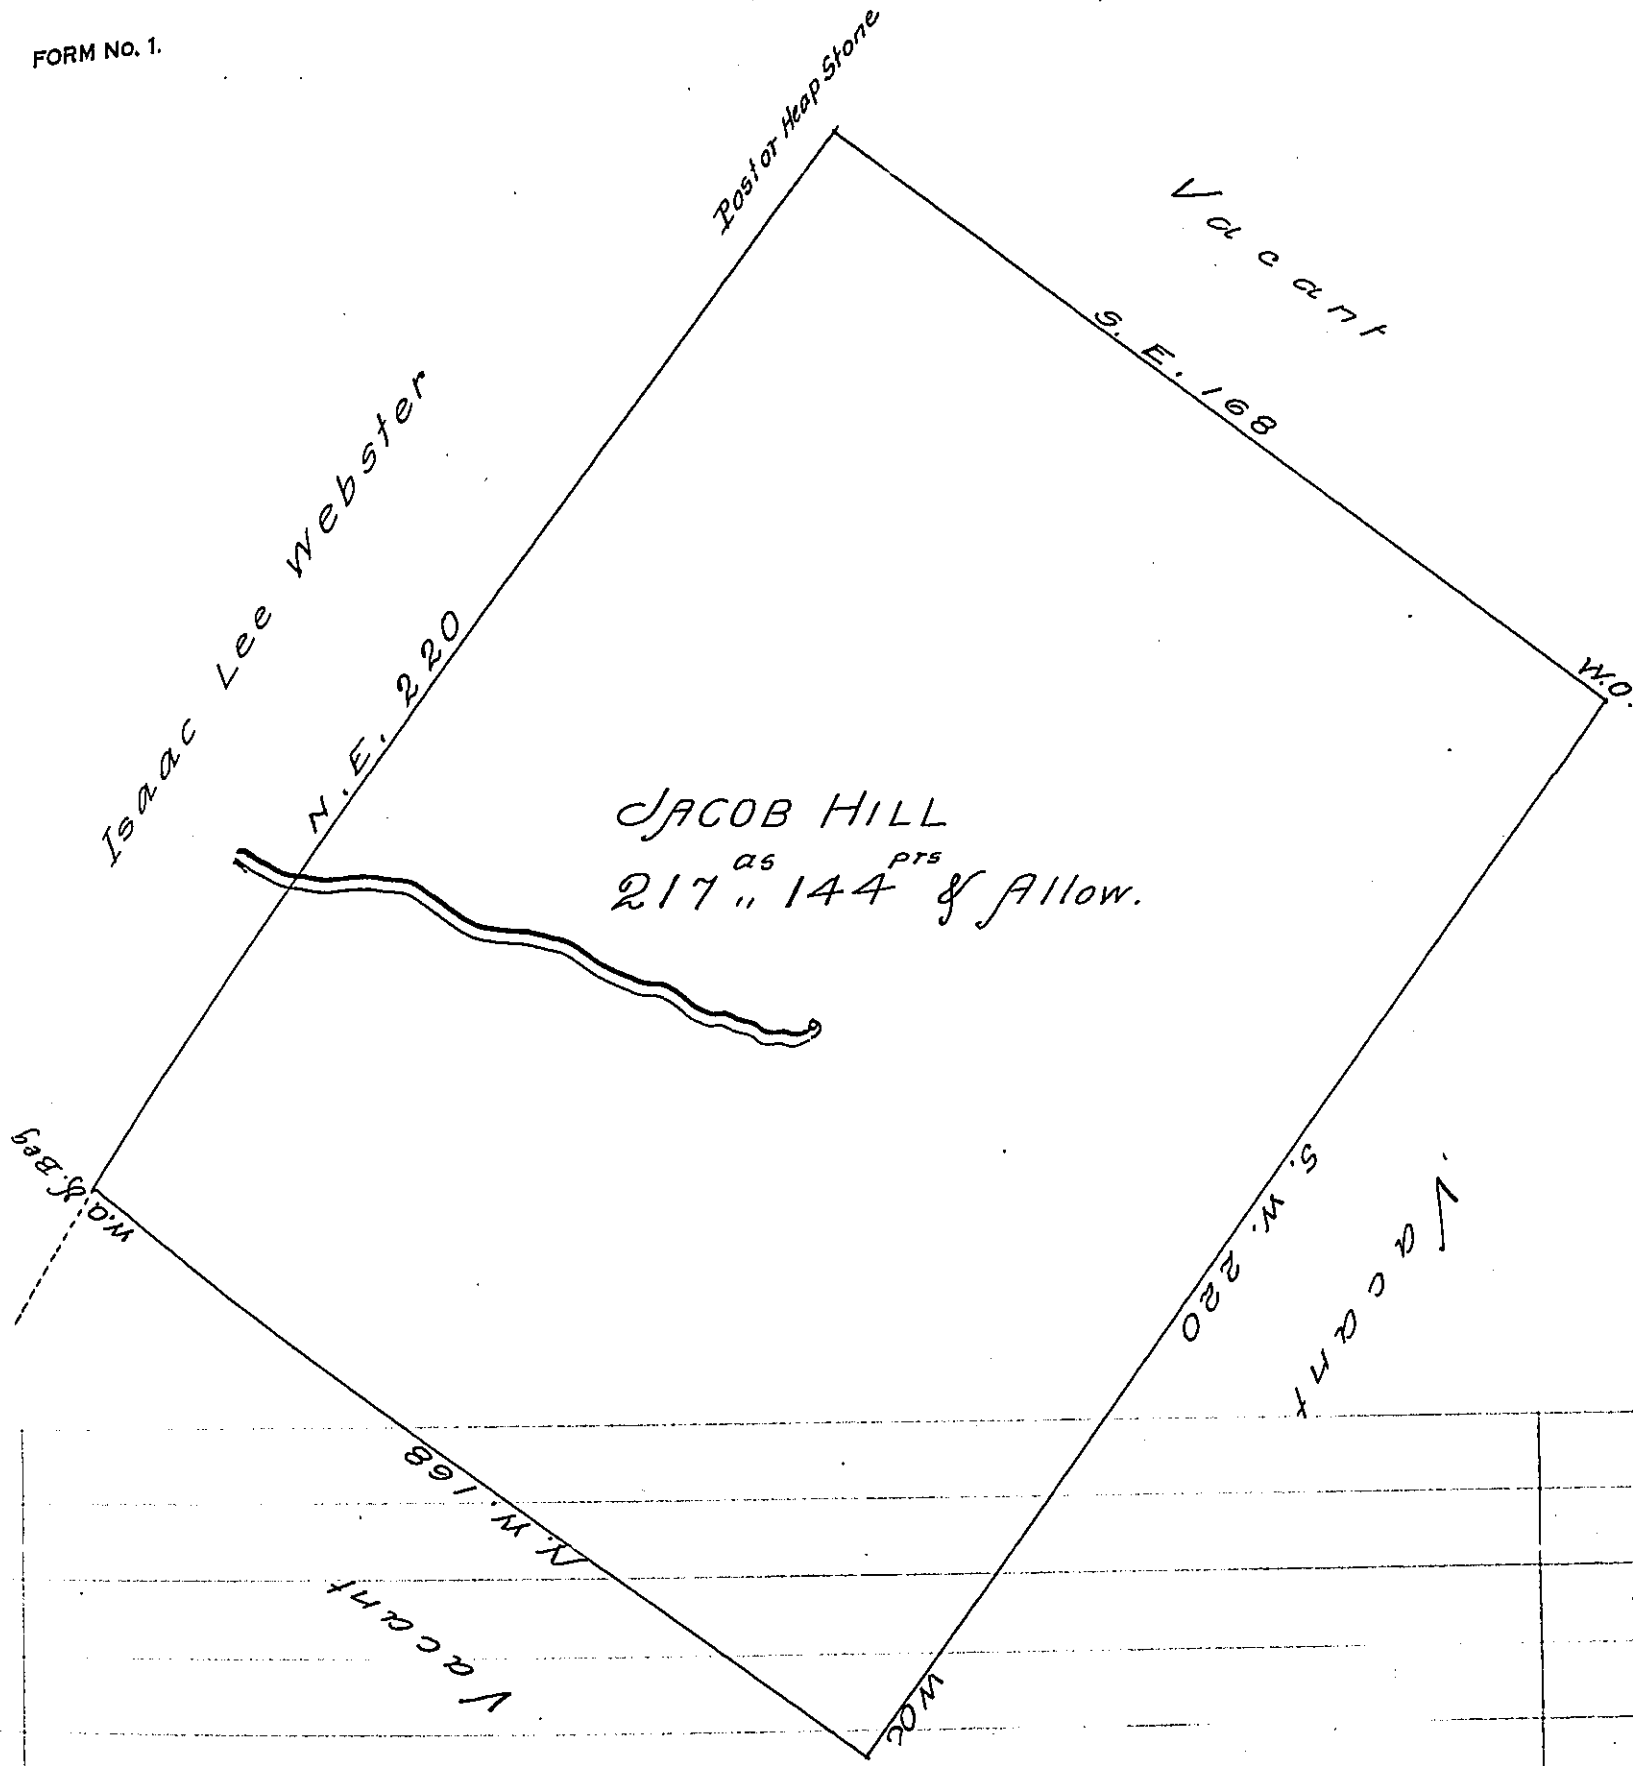 FORM No. 1.
Post or Heap Stone
Vacant
S. E. 168
Isaac Lee Webster
N. E. 220
W.O.
JACOB HILL
217 as „ 144 prs & Allow.
Beg
W.O.
S. W. 220
Vacant
N. W. 168
Vacant